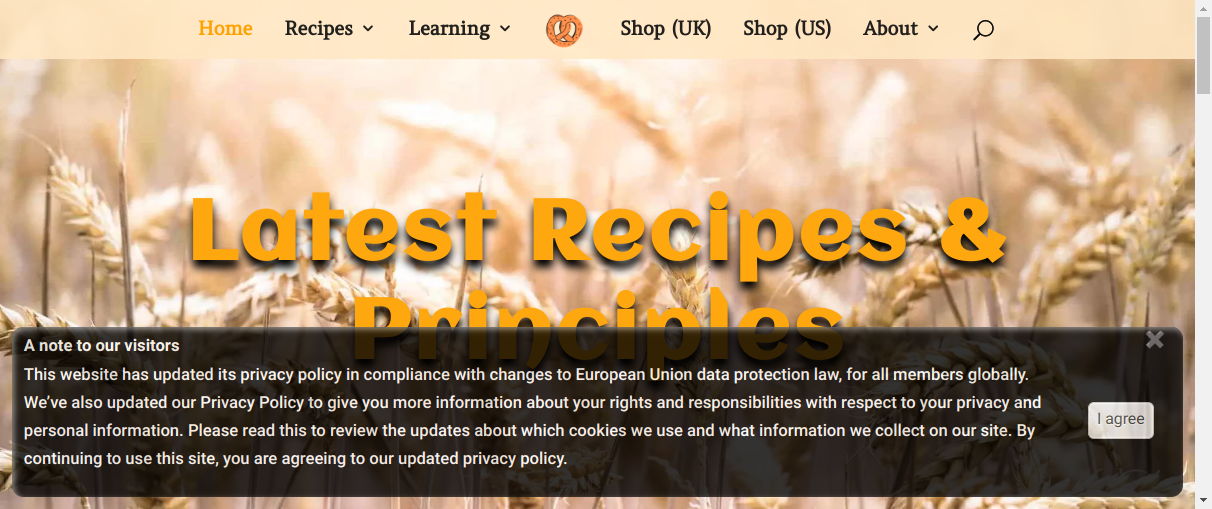 Home Recipes Learning Shop (UK) Shop (US) About
Latest Recipes &
Principles
A note to our visitors
This website has updated its privacy policy in compliance with changes to European Union data protection law, for all members globally.
We've also updated our Privacy Policy to give you more information about your rights and responsibilities with respect to your privacy and
personal information. Please read this to review the updates about which cookies we use and what information we collect on our site. By
continuing to use this site, you are agreeing to our updated privacy policy.
I agree